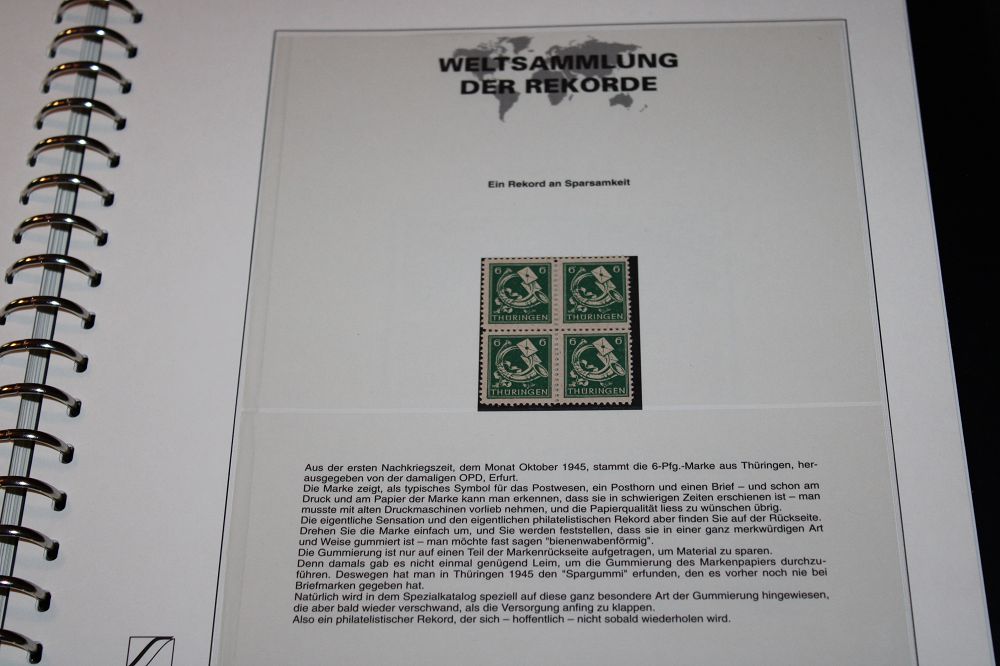 WELTSAMMLUNG
DER REKORDE
Ein Rekord an Sparsamkeit
6 6 6 6
THÜRINGEN THÜRINGEN
6 6 6 6
THÜRINGEN THÜRINGEN
Aus der ersten Nachkriegszeit, dem Monat Oktober 1945, stammt die 6-Pfg.-Marke aus Thüringen, her-
ausgegeben von der damaligen OPD, Erfurt.
Die Marke zeigt, als typisches Symbol für das Postwesen, ein Posthorn und einen Brief – und schon am
Druck und am Papier der Marke kann man erkennen, dass sie in schwierigen Zeiten erschienen ist – man
musste mit alten Druckmaschinen vorlieb nehmen, und die Papierqualität liess zu wünschen übrig.
Die eigentliche Sensation und den eigentlichen philatelistischen Rekord aber finden Sie auf der Rückseite.
Drehen Sie die Marke einfach um, und Sie werden feststellen, dass sie in einer ganz merkwürdigen Art
und Weise gummiert ist – man möchte fast sagen "bienenwabenförmig".
Die Gummierung ist nur auf einen Teil der Markenrückseite aufgetragen, um Material zu sparen.
Denn damals gab es nicht einmal genügend Leim, um die Gummierung des Markenpapiers durchzu-
führen. Deswegen hat man in Thüringen 1945 den "Spargummi" erfunden, den es vorher noch nie bei
Briefmarken gegeben hat.
Natürlich wird in dem Spezialkatalog speziell auf diese ganz besondere Art der Gummierung hingewiesen,
die aber bald wieder verschwand, als die Versorgung anfing zu klappen.
Also ein philatelistischer Rekord, der sich – hoffentlich – nicht sobald wiederholen wird.